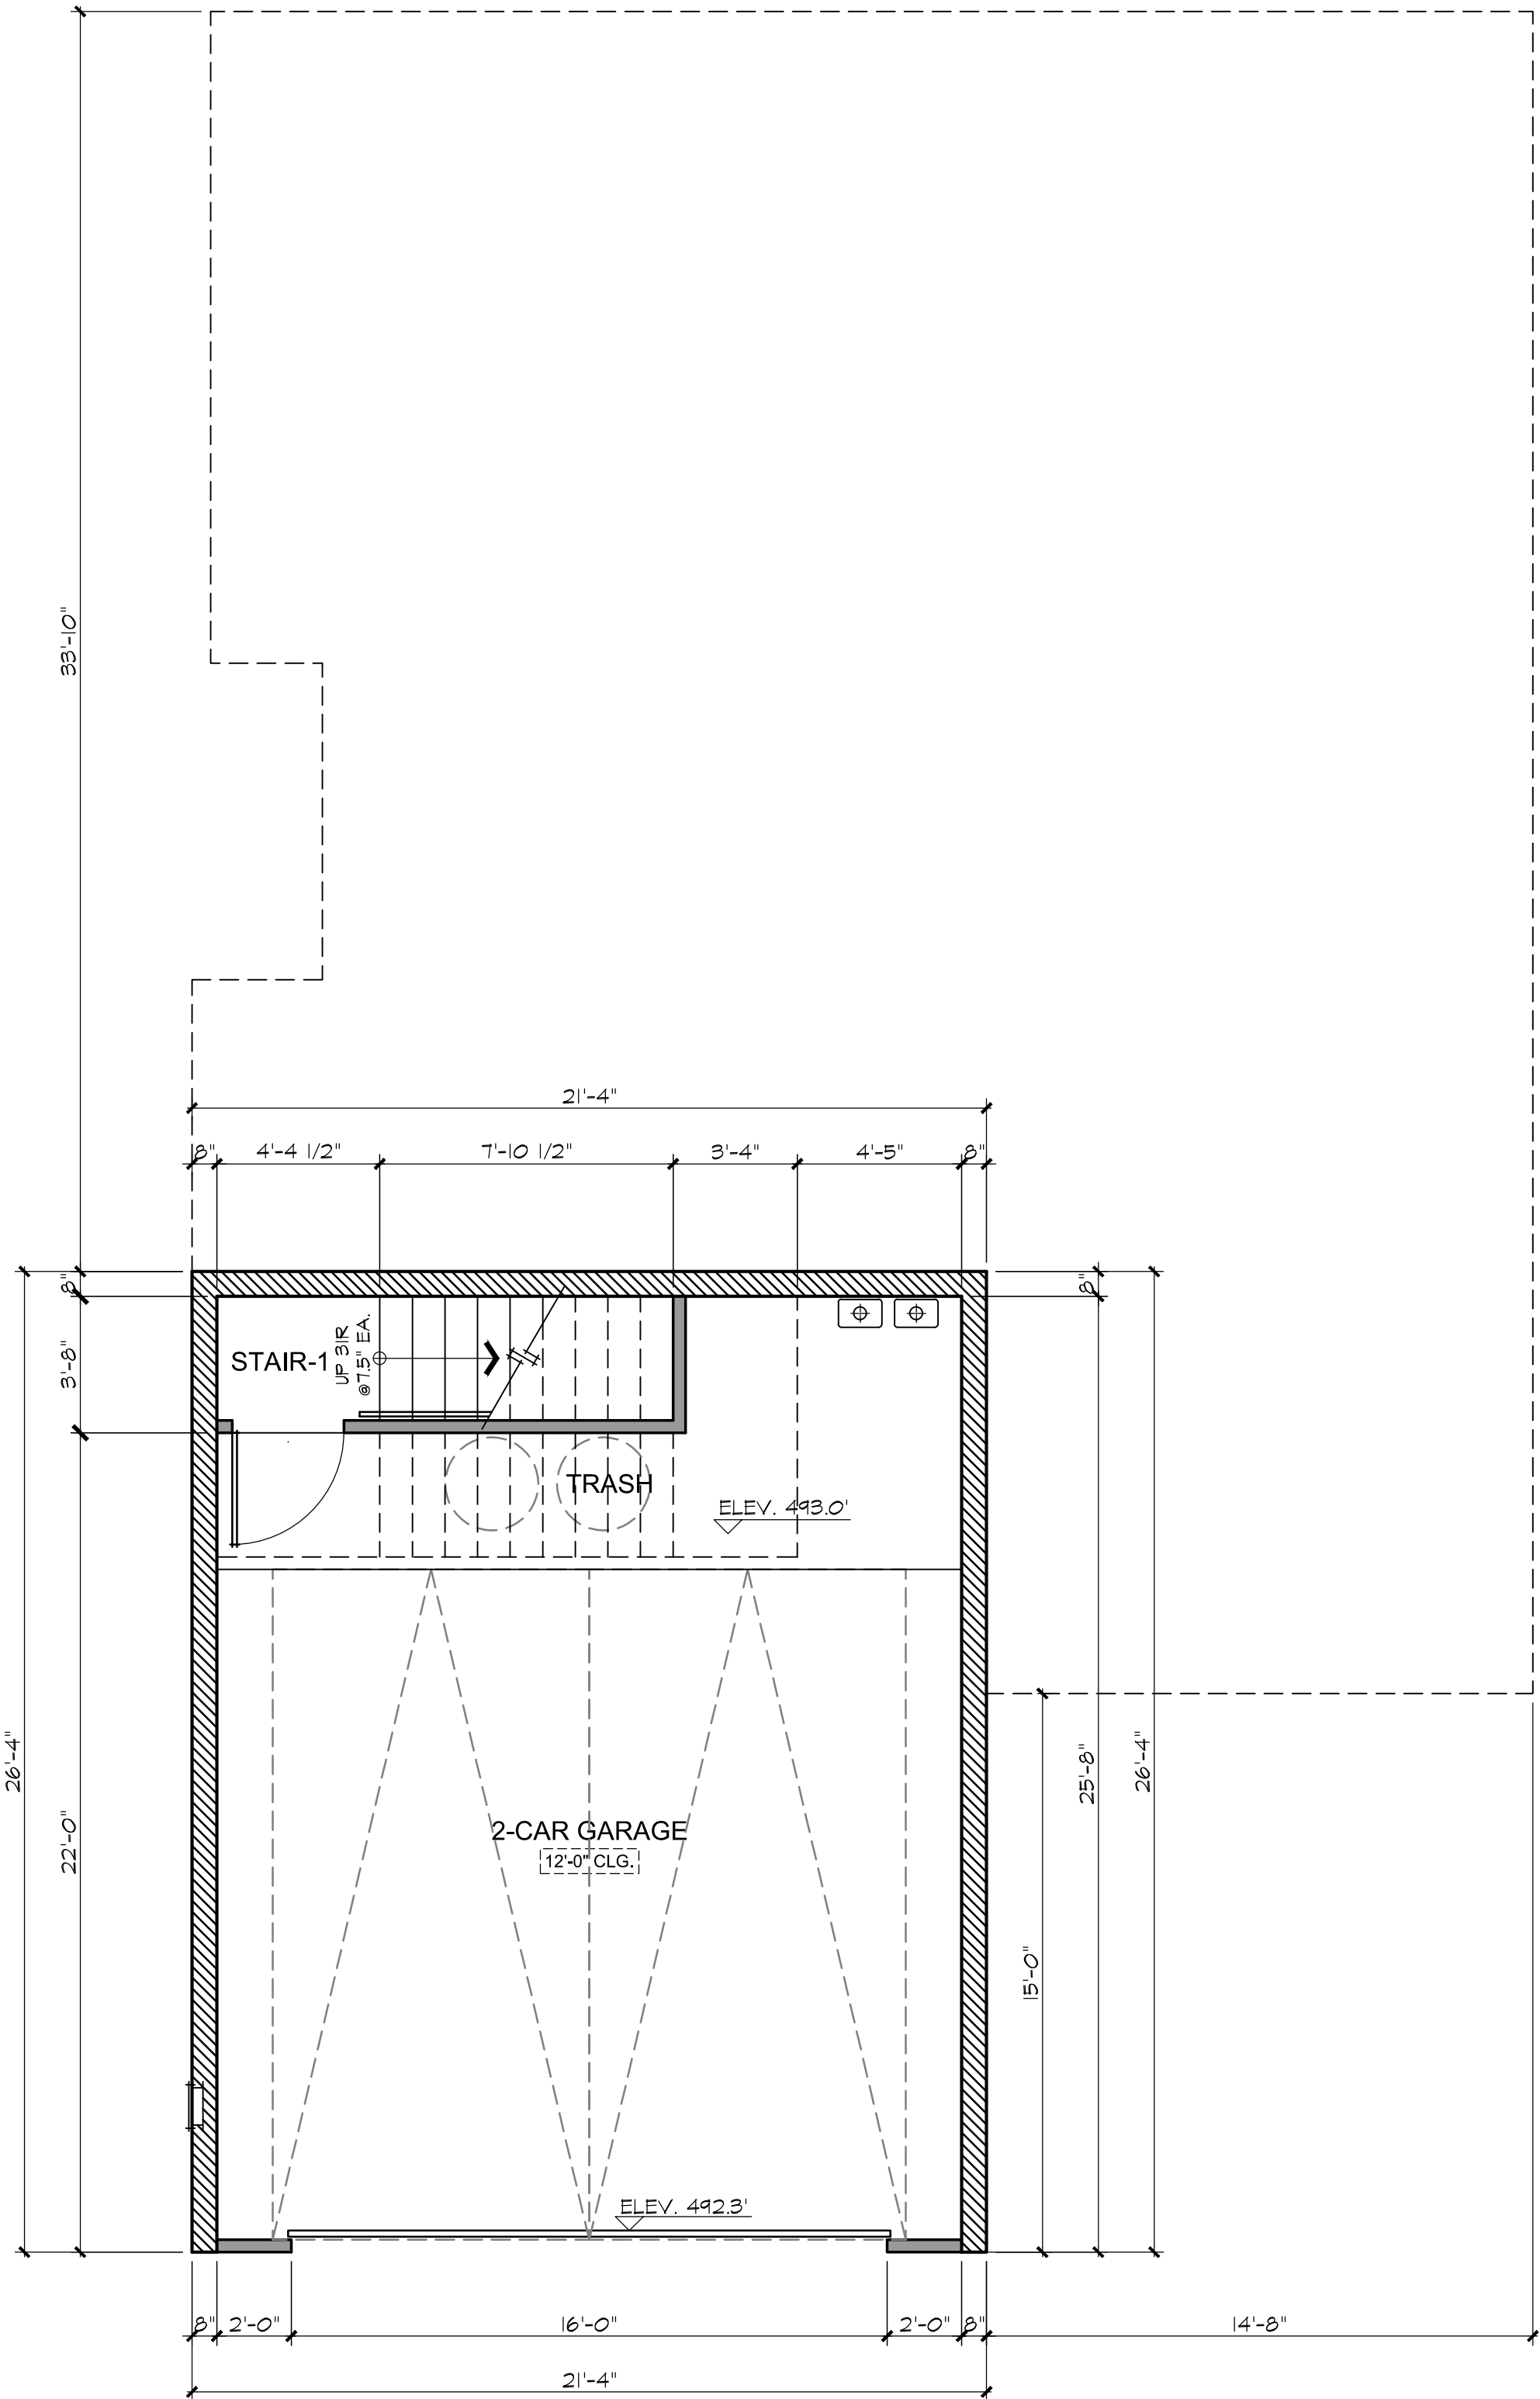 33'-10"
21'-4"
8"
4'-4 1/2"
7'-10 1/2"
3'-4"
4'-5"
8"
8"
8"
3'-8"
STAIR-1
UP 31R
@7.5" EA.
TRASH
ELEV. 493.0'
26'-4"
22'-0"
2-CAR GARAGE
12'-0" CLG.
15'-0"
25'-8"
26'-4"
ELEV. 492.3'
8"
2'-0"
16'-0"
2'-0"
8"
14'-8"
21'-4"